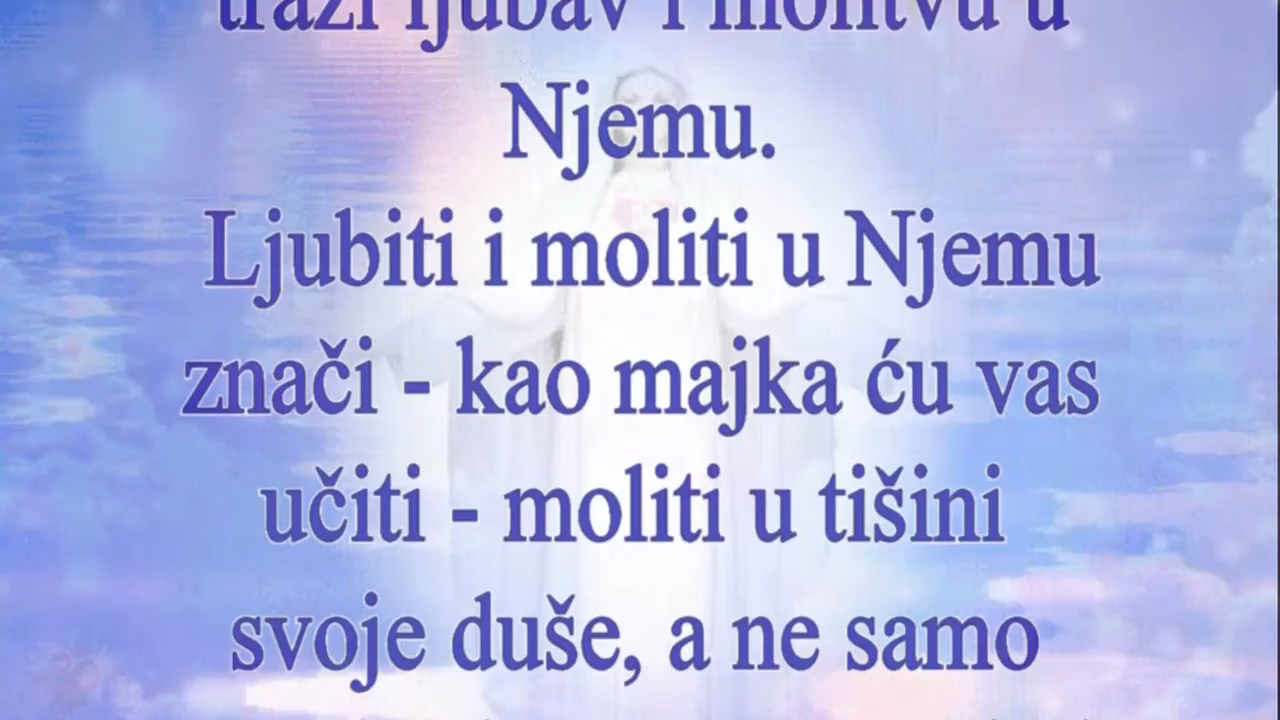 traži ljubav i molitvu u
Njemu.
Ljubiti i moliti u Njemu
znači - kao majka ću vas
učiti - moliti u tišini
svoje duše, a ne samo